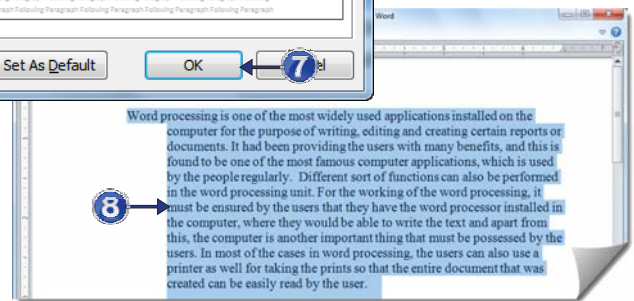 Word
Following Paragraph Following Paragraph Following Paragraph Following Paragraph
Set As Default
OK
7
Word processing is one of the most widely used applications installed on the
computer for the purpose of writing, editing and creating certain reports or
documents. It had been providing the users with many benefits, and this is
found to be one of the most famous computer applications, which is used
by the people regularly. Different sort of functions can also be performed
in the word processing unit. For the working of the word processing, it
8
must be ensured by the users that they have the word processor installed in
the computer, where they would be able to write the text and apart from
this, the computer is another important thing that must be possessed by the
users. In most of the cases in word processing, the users can also use a
printer as well for taking the prints so that the entire document that was
created can be easily read by the user.